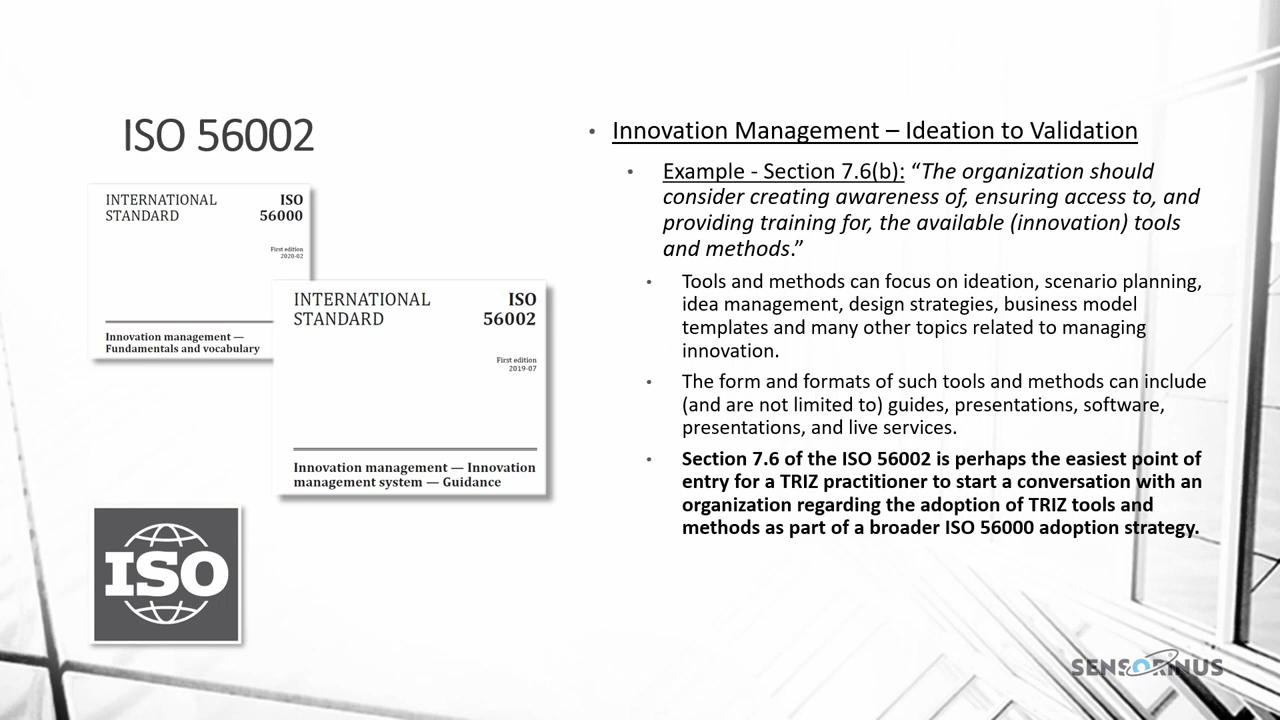 ISO 56002
INTERNATIONAL ISO
STANDARD 56000
First edition
2020-02
Innovation management —
Fundamentals and vocabulary
INTERNATIONAL ISO
STANDARD 56002
First edition
2019-07
Innovation management — Innovation
management system — Guidance
ISO
• Innovation Management – Ideation to Validation
• Example - Section 7.6(b): “The organization should
consider creating awareness of, ensuring access to, and
providing training for, the available (innovation) tools
and methods.”
• Tools and methods can focus on ideation, scenario planning,
idea management, design strategies, business model
templates and many other topics related to managing
innovation.
• The form and formats of such tools and methods can include
(and are not limited to) guides, presentations, software,
presentations, and live services.
• Section 7.6 of the ISO 56002 is perhaps the easiest point of
entry for a TRIZ practitioner to start a conversation with an
organization regarding the adoption of TRIZ tools and
methods as part of a broader ISO 56000 adoption strategy.
SENSORINUS